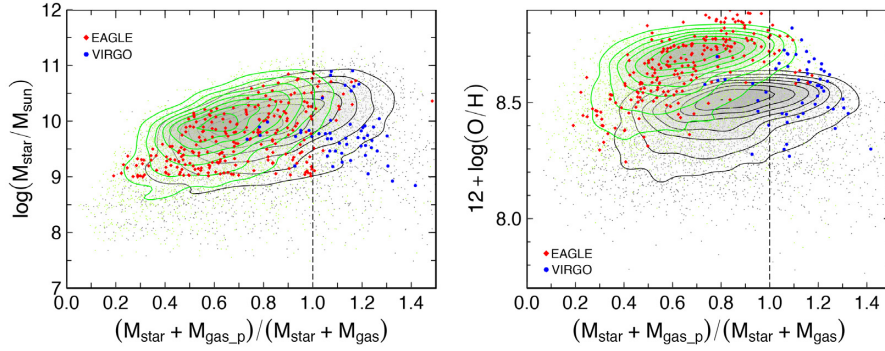 12
11
10
9
8
7
log(M_star/M_sun)
EAGLE
VIRGO
0.0 0.2 0.4 0.6 0.8 1.0 1.2 1.4
(M_star + M_gas_p)/(M_star + M_gas)
8.5
8.0
12 + log(O/H)
EAGLE
VIRGO
0.0 0.2 0.4 0.6 0.8 1.0 1.2 1.4
(M_star + M_gas_p)/(M_star + M_gas)